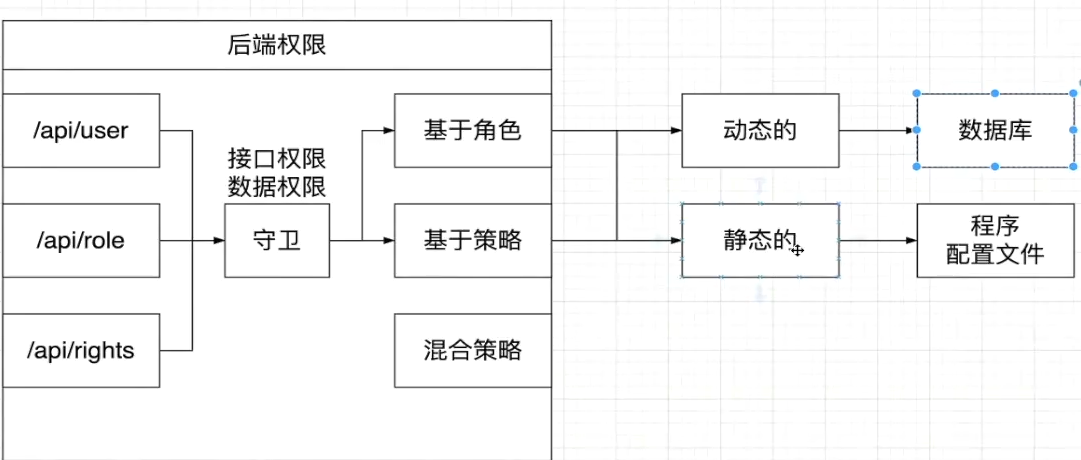 后端权限
/api/user
基于角色
动态的
数据库
接口权限
数据权限
/api/role
守卫
基于策略
静态的
程序
配置文件
/api/rights
混合策略